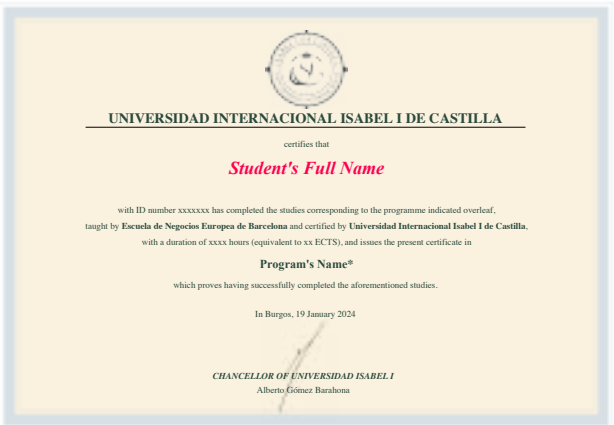 UNIVERSIDAD INTERNACIONAL ISABEL I DE CASTILLA
certifies that
Student's Full Name
with ID number xxxxxxx has completed the studies corresponding to the programme indicated overleaf,
taught by Escuela de Negocios Europea de Barcelona and certified by Universidad Internacional Isabel I de Castilla,
with a duration of xxxx hours (equivalent to xx ECTS), and issues the present certificate in
Program's Name*
which proves having successfully completed the aforementioned studies.
In Burgos, 19 January 2024
CHANCELLOR OF UNIVERSIDAD ISABEL I
Alberto Gómez Barahona